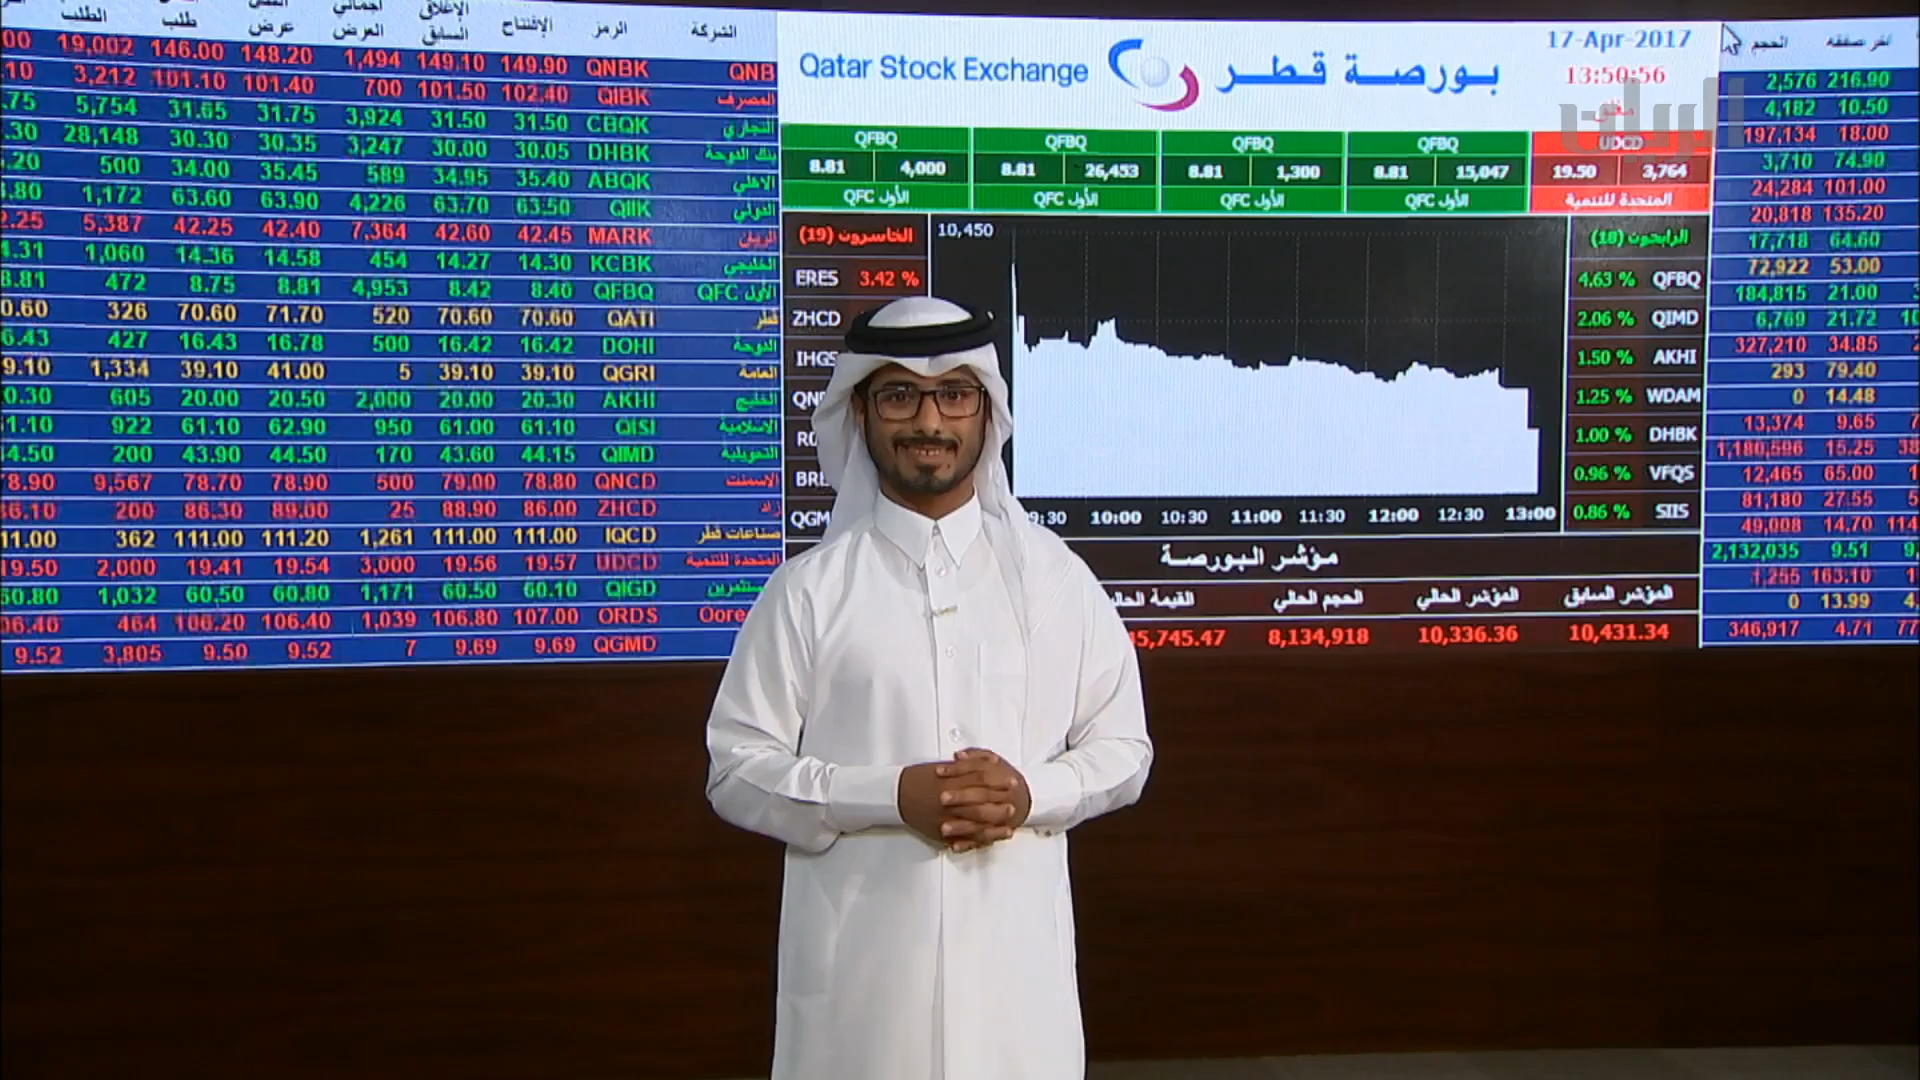 الشركة الرمز الإفتتاح الإغلاق السابق اجمالي العرض عرض طلب الطلب
QNB QNBK 149.90 149.10 1,494 148.20 146.00 19,002
المصرف QIBK 102.40 101.50 700 101.40 101.10 3,212
التجاري CBQK 31.50 31.50 3,924 31.75 31.65 5,754
بنك الدوحة DHBK 30.05 30.00 3,247 30.35 30.30 28,148
الاهلي ABQK 35.40 34.95 589 35.45 34.00 500
الدولي QIIK 63.50 63.70 4,226 63.90 63.60 1,172
الريان MARK 42.45 42.60 7,364 42.40 42.25 5,387
الخليجي KCBK 14.30 14.27 454 14.58 14.36 1,060
الأول QFC QFBQ 8.40 8.42 4,953 8.81 8.75 472
قطر QATI 70.60 70.60 520 71.70 70.60 326
الدوحة DOHI 16.42 16.42 500 16.78 16.43 427
العامة QGRI 39.10 39.10 5 41.00 39.10 1,334
الخليج AKHI 20.30 20.00 2,000 20.50 20.00 605
الاسلامية QISI 61.10 61.00 950 62.90 61.10 922
التحويلية QIMD 44.15 43.60 170 44.50 43.90 200
الاسمنت QNCD 78.80 79.00 500 78.90 78.70 9,567
زاد ZHCD 86.00 88.90 25 89.00 86.30 200
صناعات قطر IQCD 111.00 111.00 1,261 111.20 111.00 362
المتحدة للتنمية UDCD 19.57 19.56 3,000 19.54 19.41 2,000
QIGD 60.10 60.50 1,171 60.80 60.50 1,032
ORDS 107.00 106.80 1,039 106.40 106.20 464
QGMD 9.69 9.69 7 9.52 9.50 3,805 9.52
Qatar Stock Exchange
بورصة قطر
17-Apr-2017
13:50:56
مغلق
الريان
QFBQ QFBQ QFBQ QFBQ UDCD
8.81 4,000 8.81 26,453 8.81 1,300 8.81 15,047 19.50 3,764
الأول QFC الأول QFC الأول QFC الأول QFC المتحدة للتنمية
الخاسرون (19)
ERES 3.42 %
ZHCD
10,450
10:00 10:30 11:00 11:30 12:00 12:30 13:00
الرابحون (18)
4.63 % QFBQ
2.06 % QIMD
1.50 % AKHI
1.25 % WDAM
1.00 % DHBK
0.96 % VFQS
0.86 % SIIS
مؤشر البورصة
المؤشر السابق المؤشر الحالي الحجم الحالي القيمة
10,431.34 10,336.36 8,134,918
اخر صفقه الحجم
2,576 216.90
4,182 10.50
197,134 18.00
3,710 74.90
24,284 101.00
20,818 135.20
17,718 64.60
72,922 53.00
184,815 21.00
6,769 21.72
327,210 34.85
293 79.40
0 14.48
13,374 9.65
1,180,596 15.25
12,465 65.00
81,180 27.55
49,008 14.70
2,132,035 9.51
1,255 163.10
0 13.99
346,917 4.71